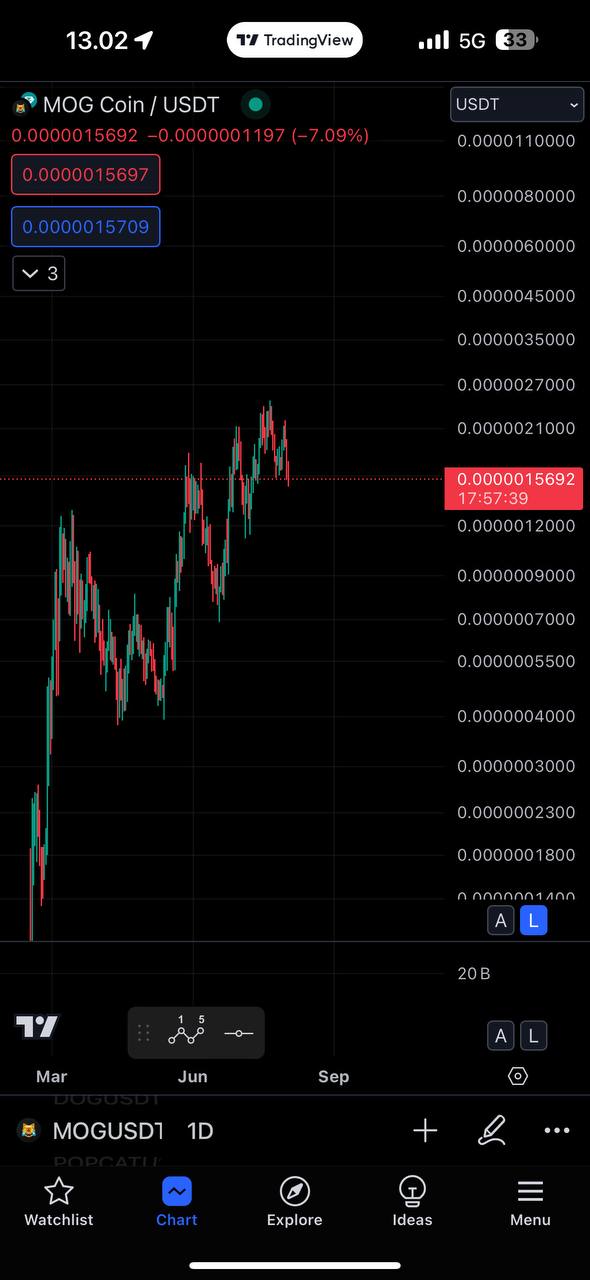 13.02
TradingView
5G
33
MOG Coin / USDT
USDT
0.0000015692 −0.0000001197 (−7.09%)
0.0000015697
0.0000015709
3
0.0000110000
0.0000080000
0.0000060000
0.0000045000
0.0000035000
0.0000027000
0.0000021000
0.0000015692
17:57:39
0.0000012000
0.0000009000
0.0000007000
0.0000005500
0.0000004000
0.0000003000
0.0000002300
0.0000001800
0.0000001400
A L
20 B
1 5
A L
Mar Jun Sep
DOGUSDT
MOGUSDT 1D
Watchlist Chart Explore Ideas Menu